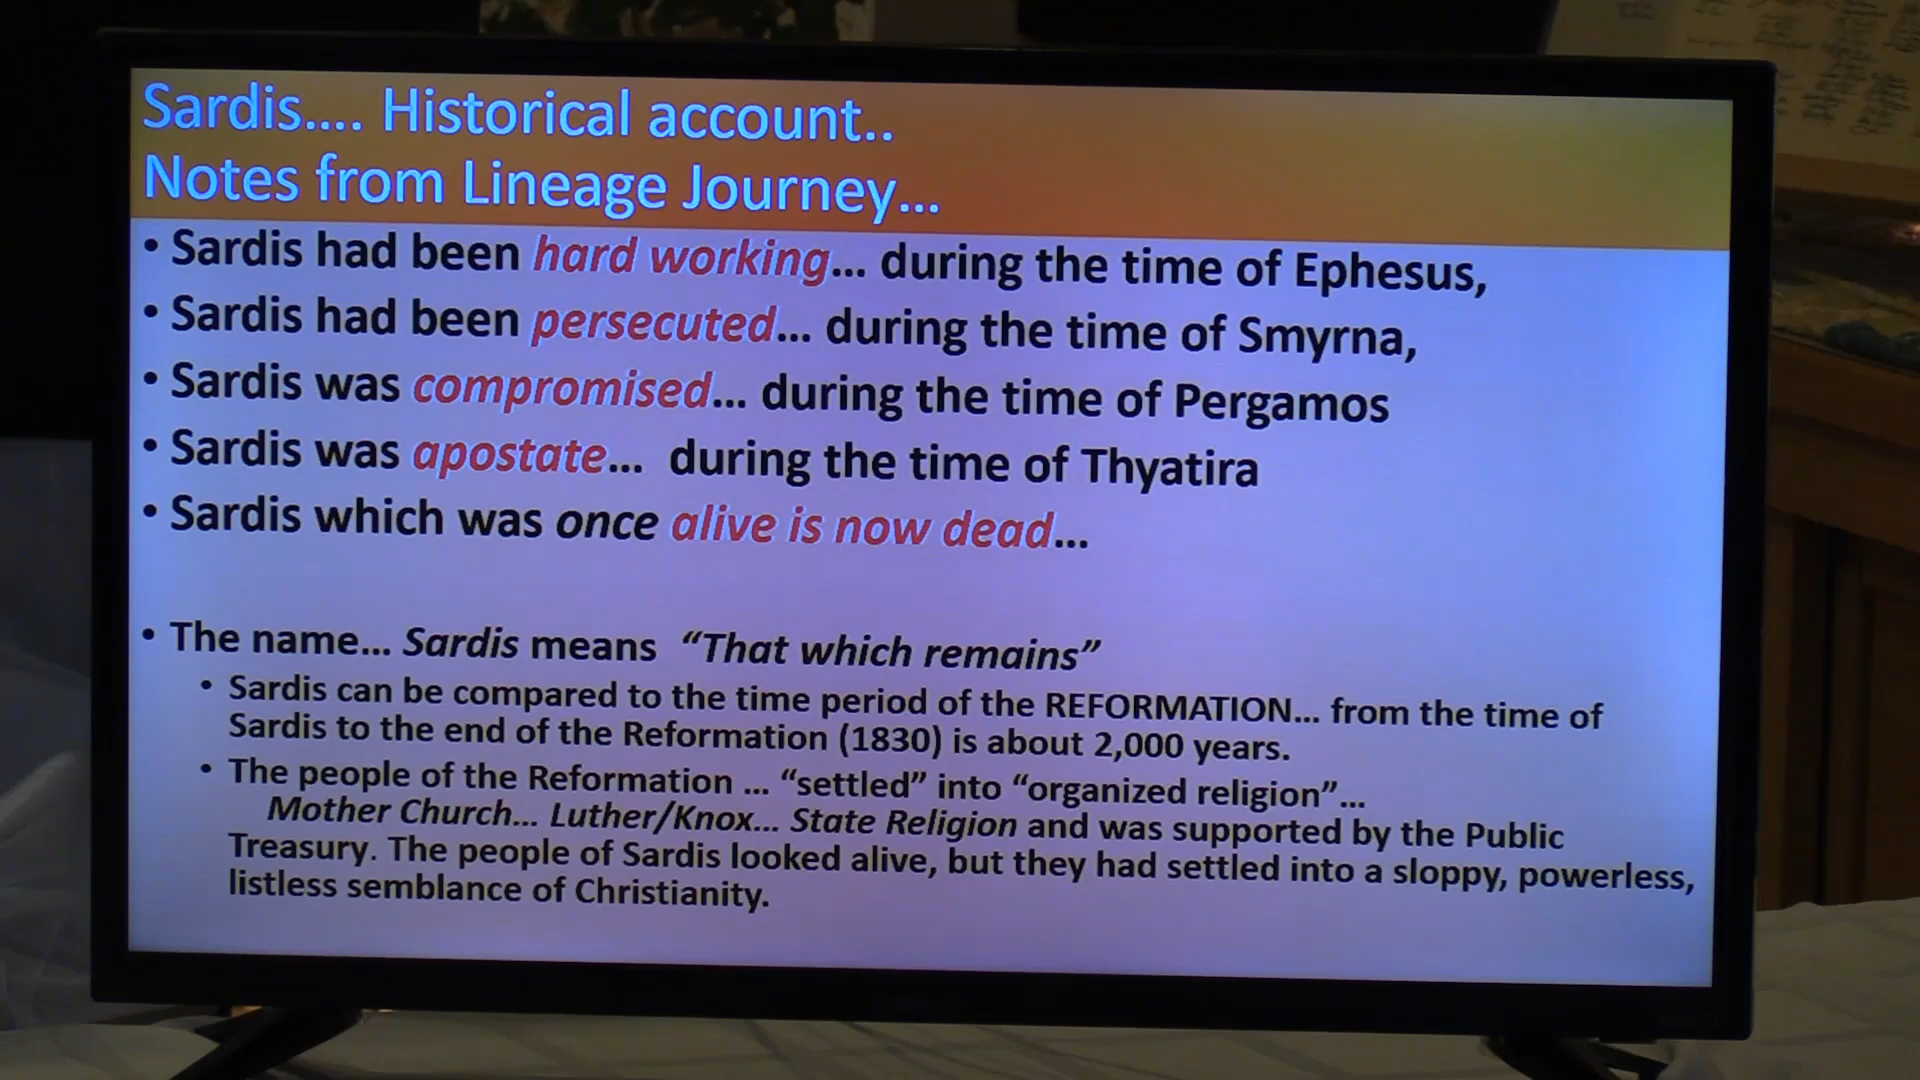 Sardis.... Historical account..
Notes from Lineage Journey...
• Sardis had been hard working... during the time of Ephesus,
• Sardis had been persecuted... during the time of Smyrna,
• Sardis was compromised... during the time of Pergamos
• Sardis was apostate... during the time of Thyatira
• Sardis which was once alive is now dead...
• The name... Sardis means "That which remains"
• Sardis can be compared to the time period of the REFORMATION... from the time of
Sardis to the end of the Reformation (1830) is about 2,000 years.
• The people of the Reformation ... "settled" into "organized religion"...
Mother Church... Luther/Knox... State Religion and was supported by the Public
Treasury. The people of Sardis looked alive, but they had settled into a sloppy, powerless,
listless semblance of Christianity.